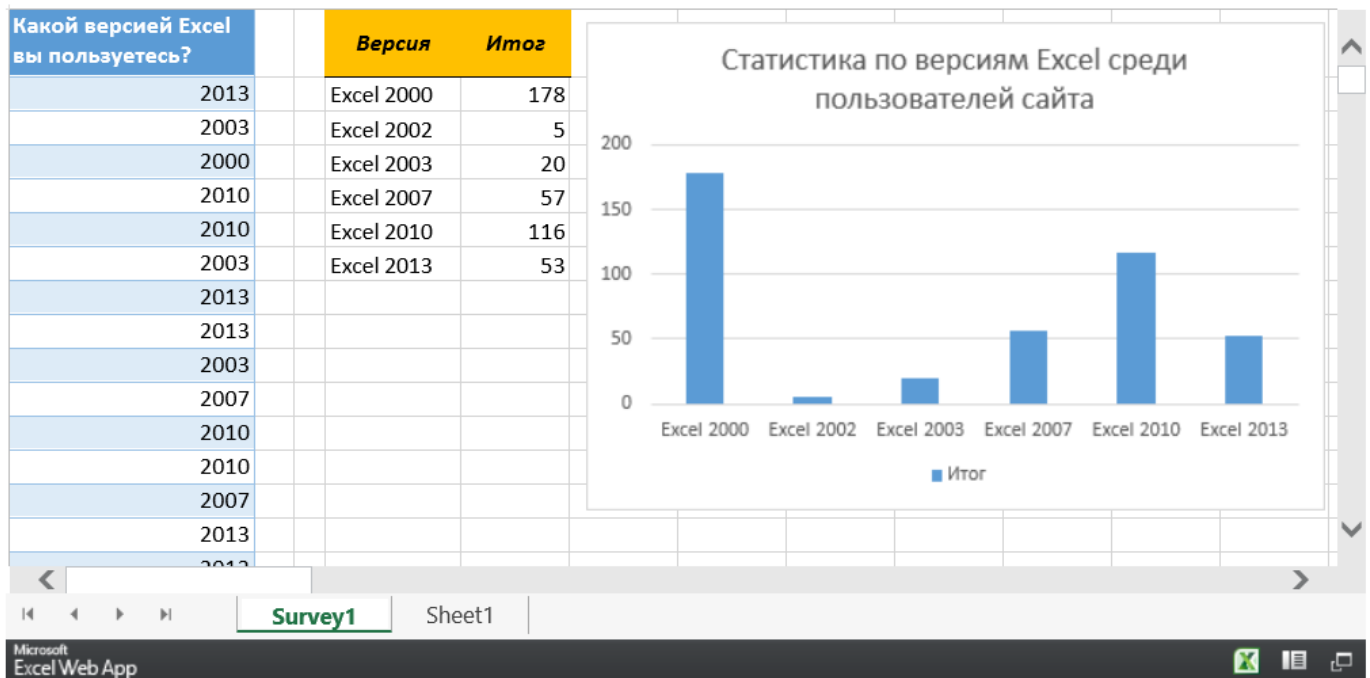 Какой версией Excel
вы пользуетесь?
2013
2003
2000
2010
2010
2003
2013
2013
2003
2007
2010
2010
2007
2013
Версия Итог
Excel 2000 178
Excel 2002 5
Excel 2003 20
Excel 2007 57
Excel 2010 116
Excel 2013 53
Статистика по версиям Excel среди
пользователей сайта
200
150
100
50
0
Excel 2000 Excel 2002 Excel 2003 Excel 2007 Excel 2010 Excel 2013
Итог
Survey1 Sheet1
Microsoft
Excel Web App